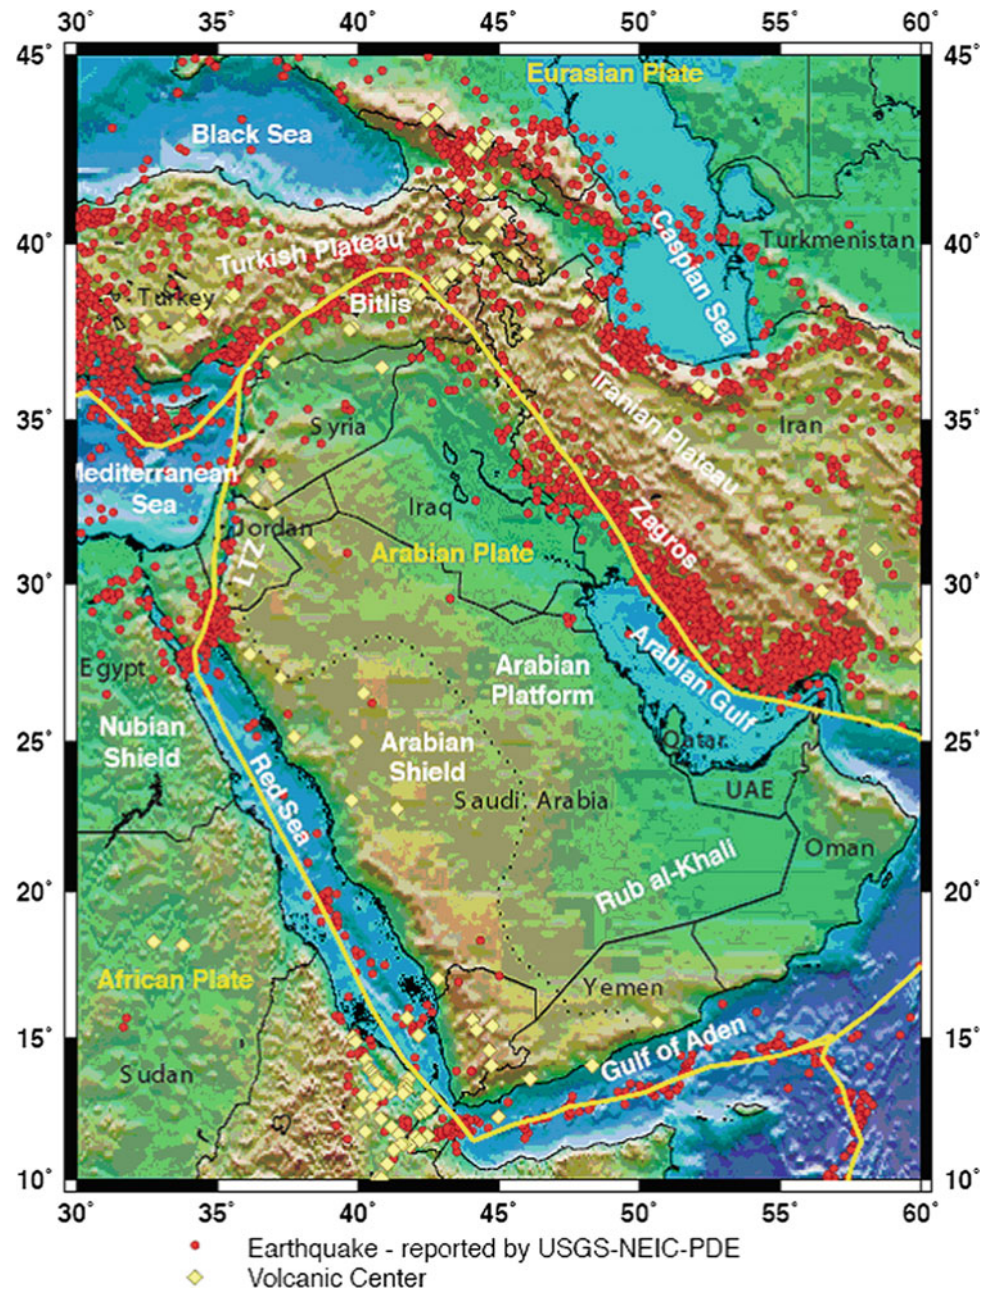 30° 35° 40° 45° 50° 55° 60°
45° 45°
Eurasian Plate
Black Sea
Caspian Sea
40° 40°
Turkmenistan
Turkish Plateau
Turkey
Bitlis
Iranian Plateau
35° 35°
Syria
Iran
Mediterranean
Sea
Iraq
Zagros
Jordan
LTZ
Arabian Plate
30° 30°
Egypt
Arabian
Platform
Arabian Gulf
Nubian
Shield
25° 25°
Arabian
Shield
Qatar
Red Sea
Saudi Arabia
UAE
Oman
Rub al-Khali
20° 20°
African Plate
Yemen
15° 15°
Gulf of Aden
Sudan
10° 10°
30° 35° 40° 45° 50° 55° 60°
Earthquake - reported by USGS-NEIC-PDE
Volcanic Center